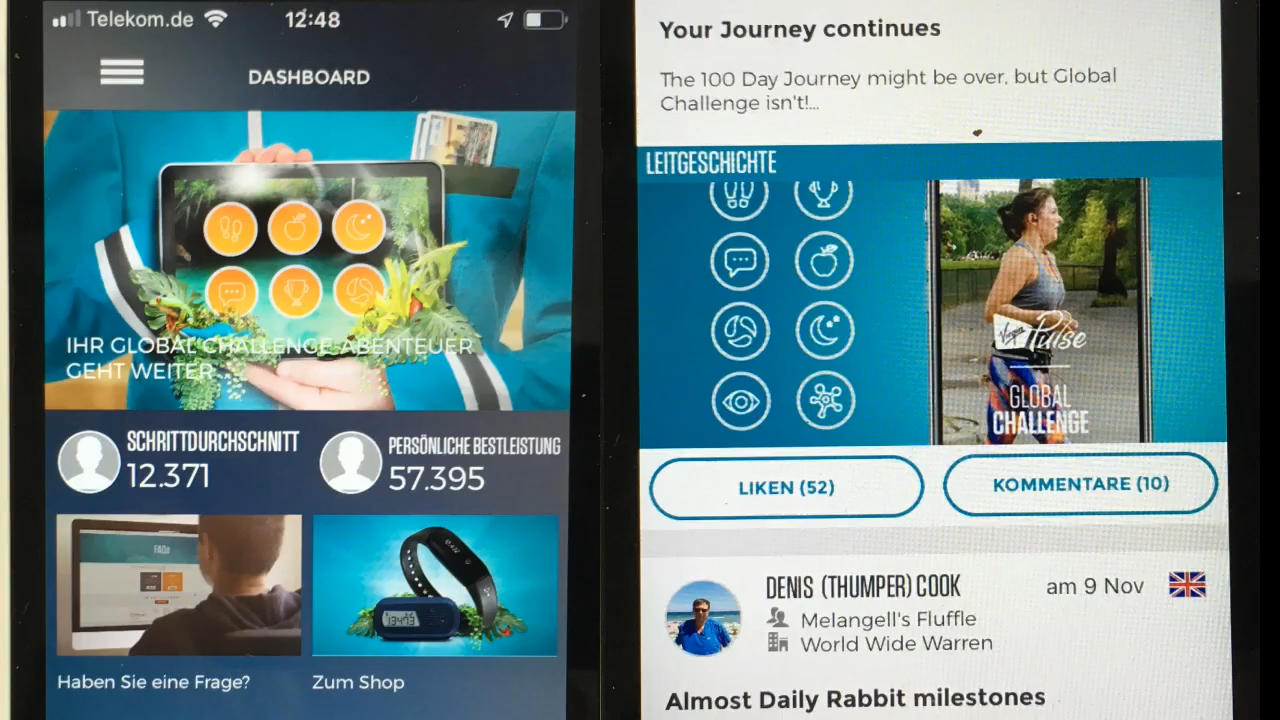 Telekom.de
12:48
DASHBOARD
IHR GLOBAL CHALLENGE-ABENTEUER
GEHT WEITER
SCHRITTDURCHSCHNITT
12.371
PERSÖNLICHE BESTLEISTUNG
57.395
FAQs
13495
Haben Sie eine Frage?
Zum Shop
Your Journey continues
The 100 Day Journey might be over, but Global
Challenge isn't!...
LEITGESCHICHTE
Virgin Pulse
GLOBAL
CHALLENGE
LIKEN (52)
KOMMENTARE (10)
DENIS (THUMPER) COOK
am 9 Nov
Melangell's Fluffle
World Wide Warren
Almost Daily Rabbit milestones